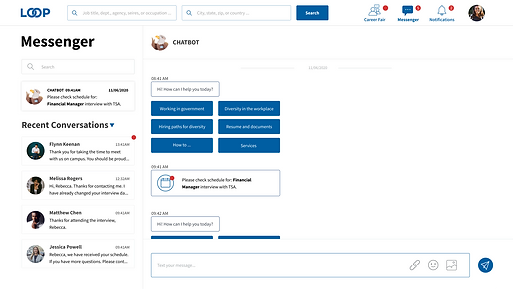 LOOP
Job title, dept., agency, series, or occupation ...
City, state, zip, or country
Search
Career Fair
Messenger
Notifications
Messenger
Search
CHATBOT 09:41AM 11/06/2020
Please check schedule for:
Financial Manager interview with TSA.
Recent Conversations
Flynn Keenan 13:41AM
Thank you for taking the time to meet
with us on campus. You should be proud...
Melissa Rogers 12:32AM
Hi, Rebecca. Thanks for contacting me. I
have already changed your interview da...
Matthew Chen 09:41AM
Thanks for attending the interview,
Rebecca.
Jessica Powell 09:41AM
Rebecca, we have received your schedule.
If you have more questions. Please cont...
CHATBOT
11/06/2020
09:41 AM
Hi! How can I help you today?
Working in government
Diversity in the workplace
Hiring paths for diversity
Resume and documents
How to ...
Services
09:41 AM
Please check schedule for: Financial
Manager interview with TSA.
09:42 AM
Hi! How can I help you today?
Text your message...